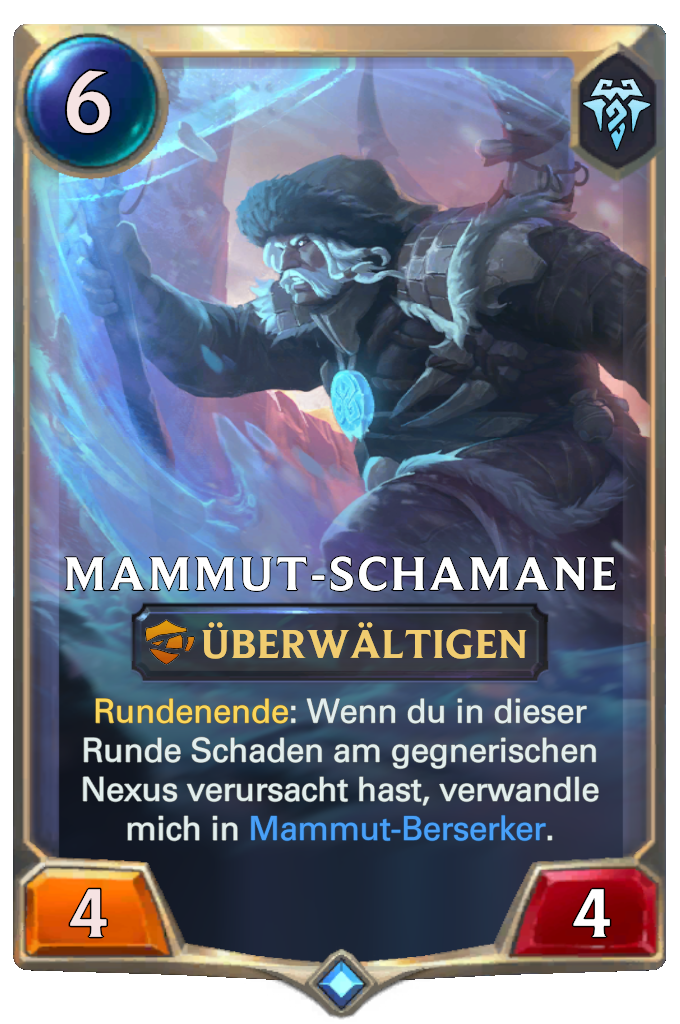 6
MAMMUT-SCHAMANE
ÜBERWÄLTIGEN
Rundenende: Wenn du in dieser
Runde Schaden am gegnerischen
Nexus verursacht hast, verwandle
mich in Mammut-Berserker.
4
4